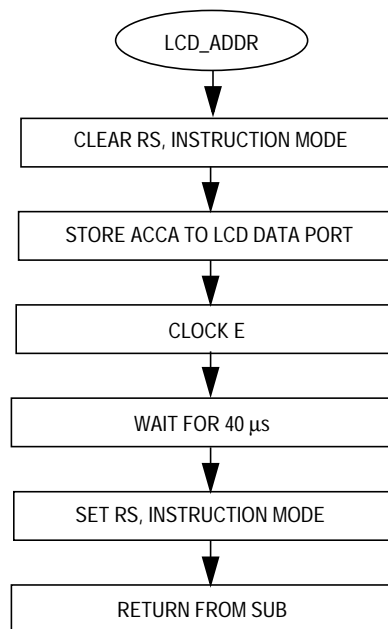 LCD_ADDR
CLEAR RS, INSTRUCTION MODE
STORE ACCA TO LCD DATA PORT
CLOCK E
WAIT FOR 40 µs
SET RS, INSTRUCTION MODE
RETURN FROM SUB